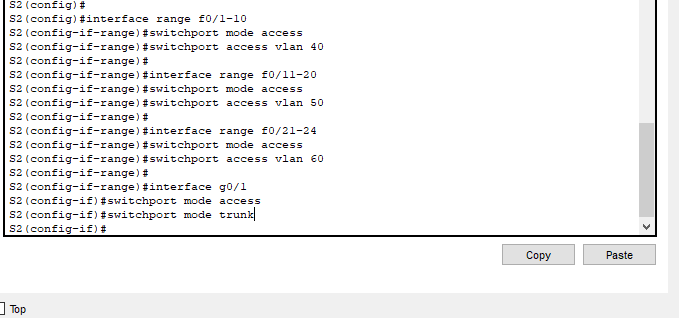 S2(config)#
S2(config)#interface range f0/1-10
S2(config-if-range)#switchport mode access
S2(config-if-range)#switchport access vlan 40
S2(config-if-range)#
S2(config-if-range)#interface range f0/11-20
S2(config-if-range)#switchport mode access
S2(config-if-range)#switchport access vlan 50
S2(config-if-range)#
S2(config-if-range)#interface range f0/21-24
S2(config-if-range)#switchport mode access
S2(config-if-range)#switchport access vlan 60
S2(config-if-range)#
S2(config-if-range)#interface g0/1
S2(config-if)#switchport mode access
S2(config-if)#switchport mode trunk
S2(config-if)#
Copy Paste
Top